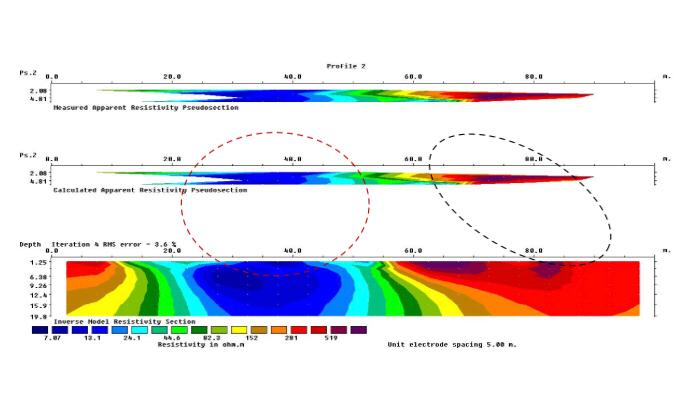 Profile 2
Ps.Z 0.0 20.0 40.0 60.0 80.0 m.
2.08
4.81
Measured Apparent Resistivity Pseudosection
Ps.Z 0.0 20.0 40.0 60.0 80.0 m.
2.08
4.81
Calculated Apparent Resistivity Pseudosection
Depth Iteration 4 RMS error = 3.6 %
0.0 20.0 40.0 60.0 80.0 m.
1.25
6.38
9.26
12.4
15.9
19.8
Inverse Model Resistivity Section
7.07 13.1 24.1 44.6 82.3 152 281 519
Resistivity in ohm.m Unit electrode spacing 5.00 m.